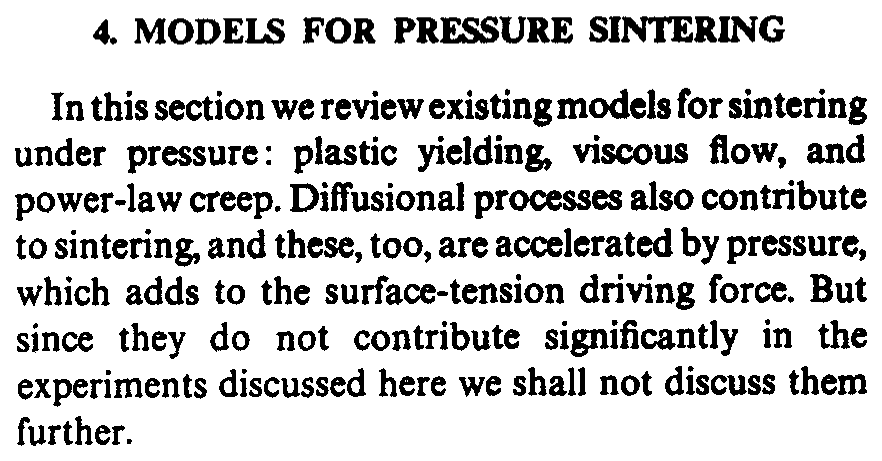 4. MODELS FOR PRESSURE SINTERING
In this section we review existing models for sintering
under pressure: plastic yielding, viscous flow, and
power-law creep. Diffusional processes also contribute
to sintering, and these, too, are accelerated by pressure,
which adds to the surface-tension driving force. But
since they do not contribute significantly in the
experiments discussed here we shall not discuss them
further.